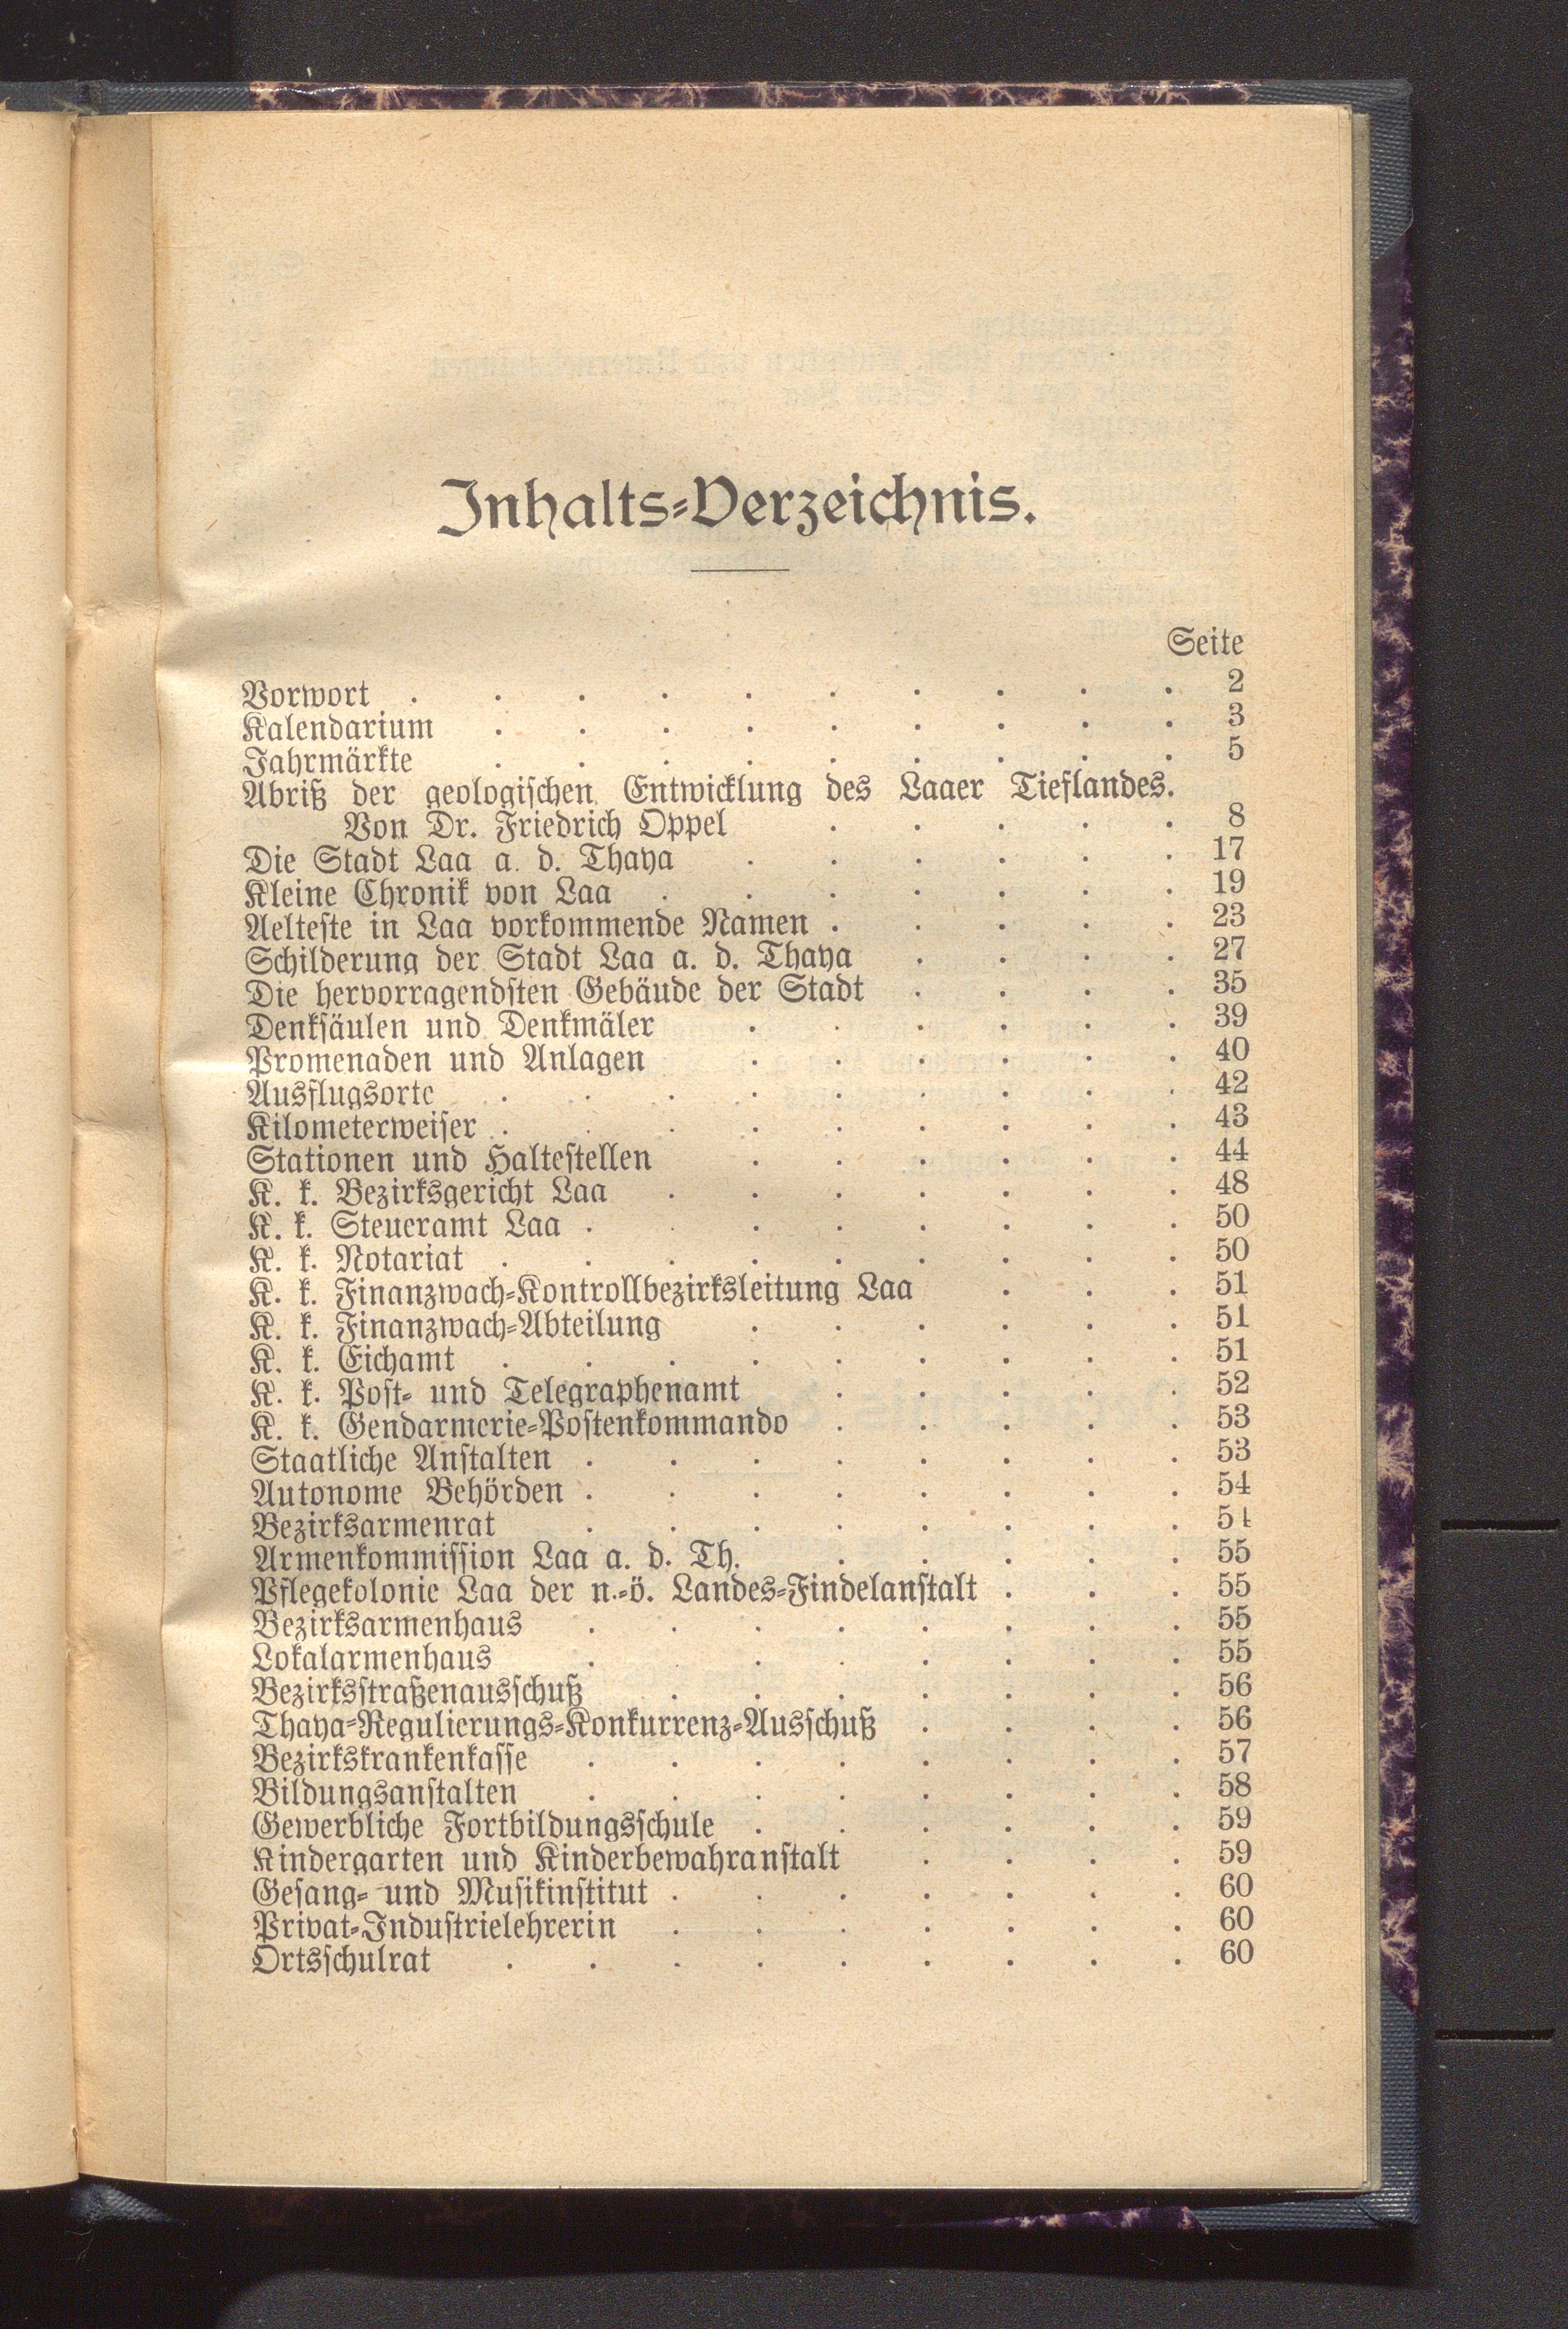 Inhalts-Verzeichnis.
Seite
Vorwort . . . . . . . . . . 2
Kalendarium . . . . . . . . . 3
Jahrmärkte . . . . . . . . . 5
Abriß der geologischen Entwicklung des Laaer Tieflandes.
Von Dr. Friedrich Oppel . . . . . 8
Die Stadt Laa a. d. Thaya . . . . . . 17
Kleine Chronik von Laa . . . . . . . 19
Aelteste in Laa vorkommende Namen . . . . . 23
Schilderung der Stadt Laa a. d. Thaya . . . . 27
Die hervorragendsten Gebäude der Stadt . . . . 35
Denksäulen und Denkmäler . . . . . . 39
Promenaden und Anlagen . . . . . . 40
Ausflugsorte . . . . . . . . . 42
Kilometerweiser . . . . . . . . . 43
Stationen und Haltestellen . . . . . . 44
K. k. Bezirksgericht Laa . . . . . . . 48
K. k. Steueramt Laa . . . . . . . . 50
K. k. Notariat . . . . . . . . . 50
K. k. Finanzwach-Kontrollbezirksleitung Laa . . . 51
K. k. Finanzwach-Abteilung . . . . . . 51
K. k. Eichamt . . . . . . . . . 51
K. k. Post- und Telegraphenamt . . . . . 52
K. k. Gendarmerie-Postenkommando . . . . . 53
Staatliche Anstalten . . . . . . . . 53
Autonome Behörden . . . . . . . . 54
Bezirksarmenrat . . . . . . . . 54
Armenkommission Laa a. d. Th. . . . . . 55
Pflegekolonie Laa der n.-ö. Landes-Findelanstalt . . . 55
Bezirksarmenhaus . . . . . . . . 55
Lokalarmenhaus . . . . . . . 55
Bezirksstraßenausschuß . . . . . . . 56
Thaya-Regulierungs-Konkurrenz-Ausschuß . . . . 56
Bezirkskrankenkasse . . . . . . . . 57
Bildungsanstalten . . . . . . . . 58
Gewerbliche Fortbildungsschule . . . . . . 59
Kindergarten und Kinderbewahranstalt . . . . 59
Gesang- und Musikinstitut . . . . . . . 60
Privat-Industrielehrerin . . . . . . . 60
Ortsschulrat . . . . . . . . . 60